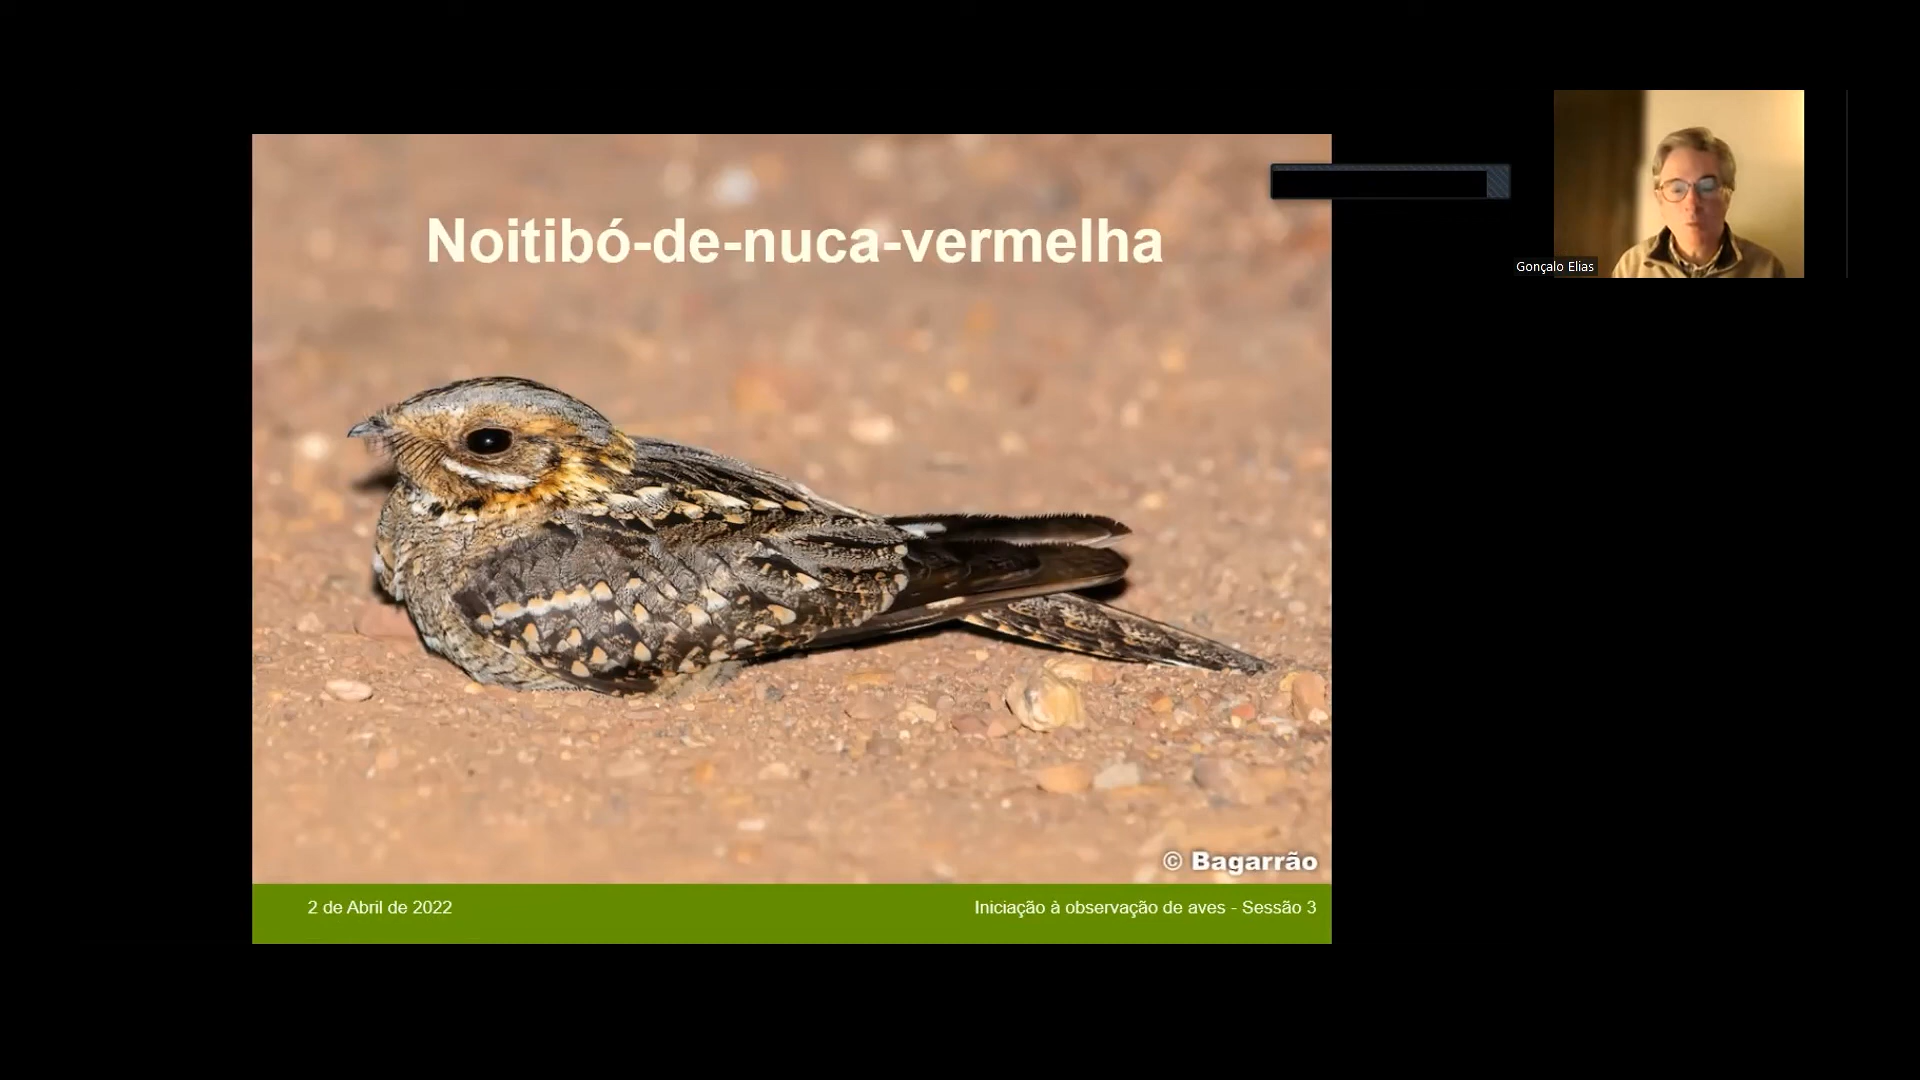 Noitibó-de-nuca-vermelha
Gonçalo Elias
© Bagarrão
2 de Abril de 2022
Iniciação à observação de aves - Sessão 3